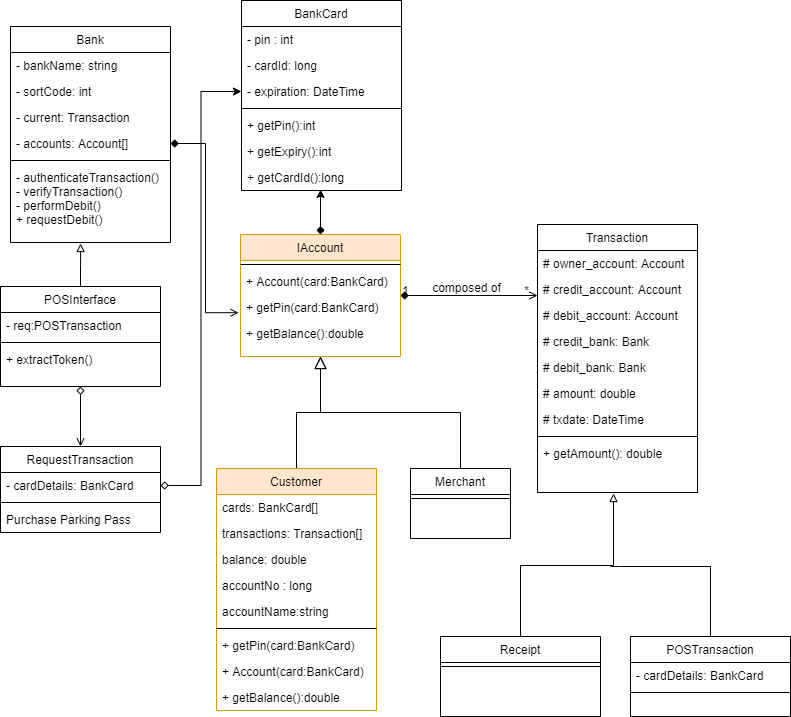 Bank
- bankName: string
- sortCode: int
- current: Transaction
- accounts: Account[]
- authenticateTransaction()
- verifyTransaction()
- performDebit()
+ requestDebit()
BankCard
- pin : int
- cardId: long
- expiration: DateTime
+ getPin():int
+ getExpiry():int
+ getCardId():long
POSInterface
- req:POSTransaction
+ extractToken()
IAccount
+ Account(card:BankCard)
+ getPin(card:BankCard)
+ getBalance():double
1 composed of *
Transaction
# owner_account: Account
# credit_account: Account
# debit_account: Account
# credit_bank: Bank
# debit_bank: Bank
# amount: double
# txdate: DateTime
+ getAmount(): double
RequestTransaction
- cardDetails: BankCard
Purchase Parking Pass
Customer
cards: BankCard[]
transactions: Transaction[]
balance: double
accountNo : long
accountName:string
+ getPin(card:BankCard)
+ Account(card:BankCard)
+ getBalance():double
Merchant
Receipt
POSTransaction
- cardDetails: BankCard